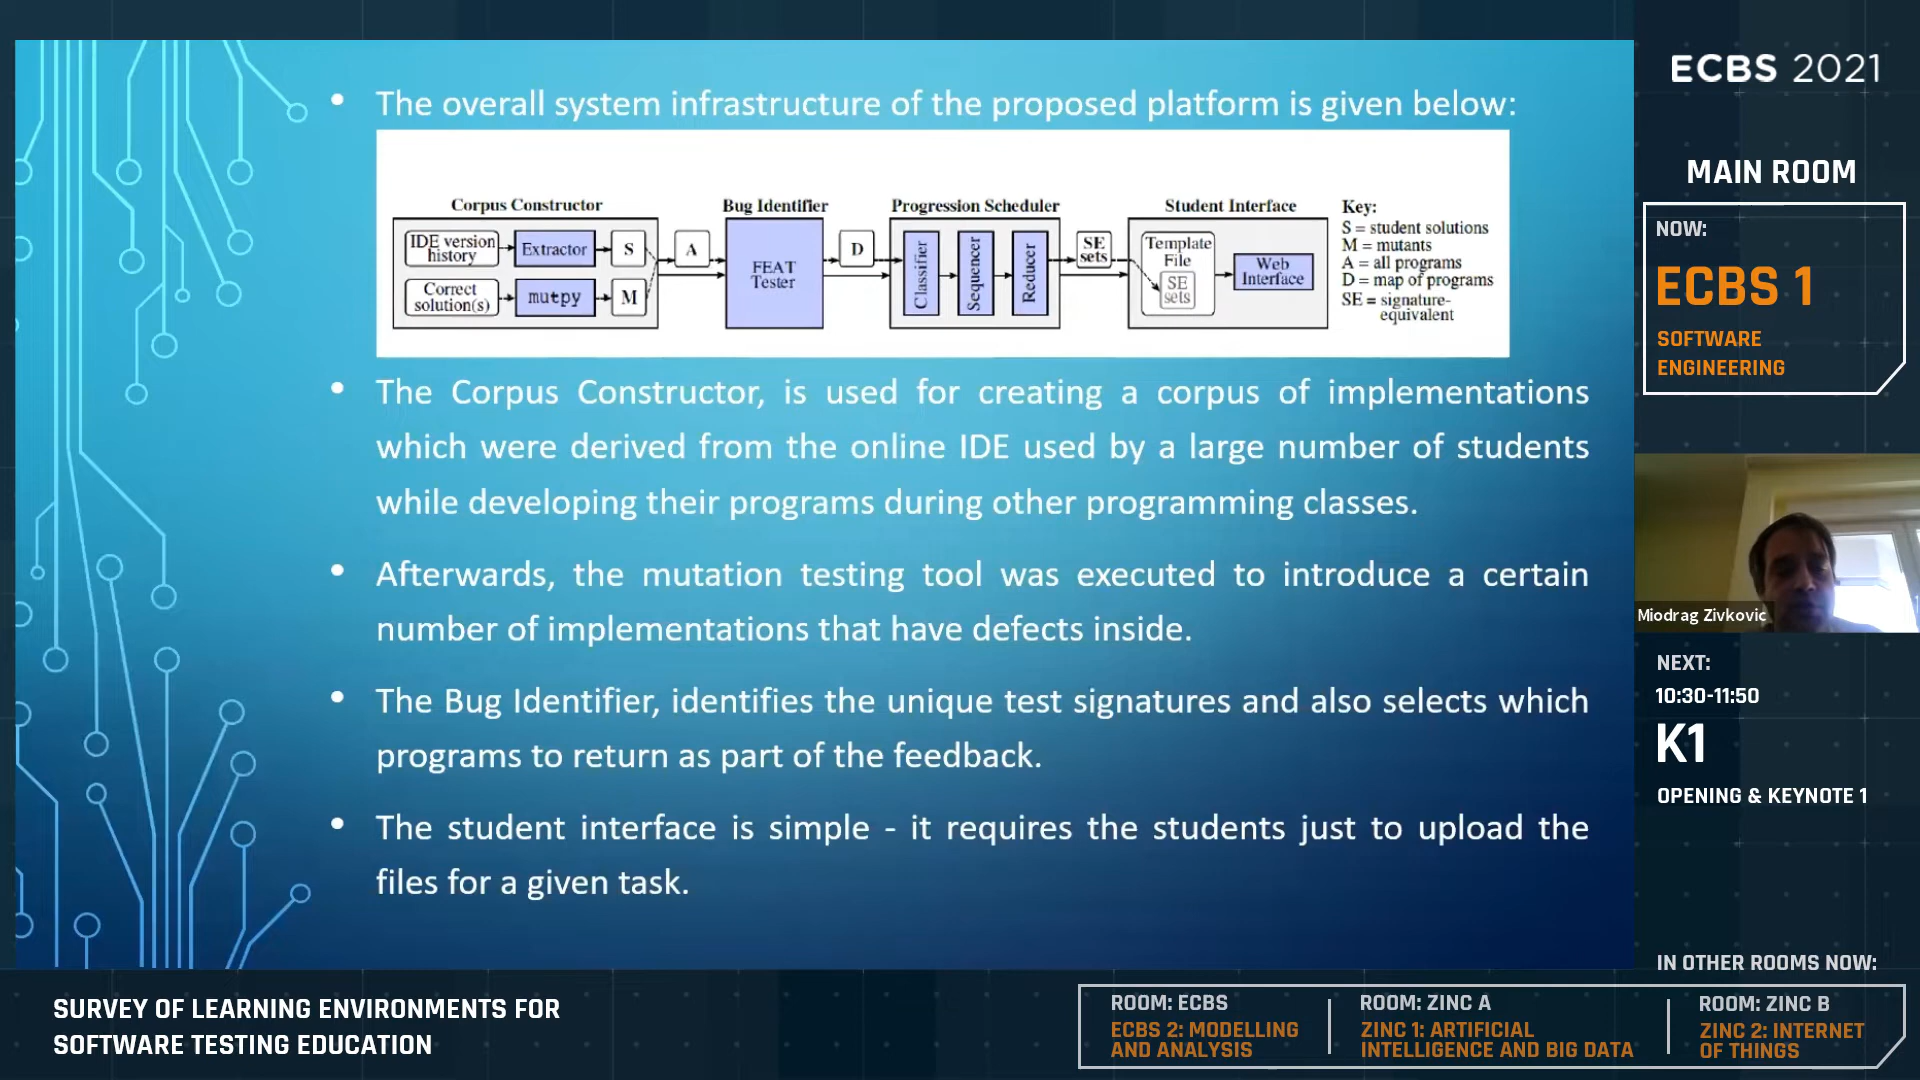 • The overall system infrastructure of the proposed platform is given below:
Corpus Constructor
IDE version
history
Extractor
S
Correct
solution(s)
mutpy
M
A
Bug Identifier
FEAT
Tester
D
Progression Scheduler
Classifier
Sequencer
Reducer
SE
sets
Student Interface
Template
File
SE
sets
Web
Interface
Key:
S = student solutions
M = mutants
A = all programs
D = map of programs
SE = signature-
equivalent
• The Corpus Constructor, is used for creating a corpus of implementations
which were derived from the online IDE used by a large number of students
while developing their programs during other programming classes.
• Afterwards, the mutation testing tool was executed to introduce a certain
number of implementations that have defects inside.
• The Bug Identifier, identifies the unique test signatures and also selects which
programs to return as part of the feedback.
• The student interface is simple - it requires the students just to upload the
files for a given task.
ECBS 2021
MAIN ROOM
NOW:
ECBS 1
SOFTWARE
ENGINEERING
Miodrag Zivkovic
NEXT:
10:30-11:50
K1
OPENING & KEYNOTE 1
IN OTHER ROOMS NOW:
SURVEY OF LEARNING ENVIRONMENTS FOR
SOFTWARE TESTING EDUCATION
ROOM: ECBS
ECBS 2: MODELLING
AND ANALYSIS
ROOM: ZINC A
ZINC 1: ARTIFICIAL
INTELLIGENCE AND BIG DATA
ROOM: ZINC B
ZINC 2: INTERNET
OF THINGS